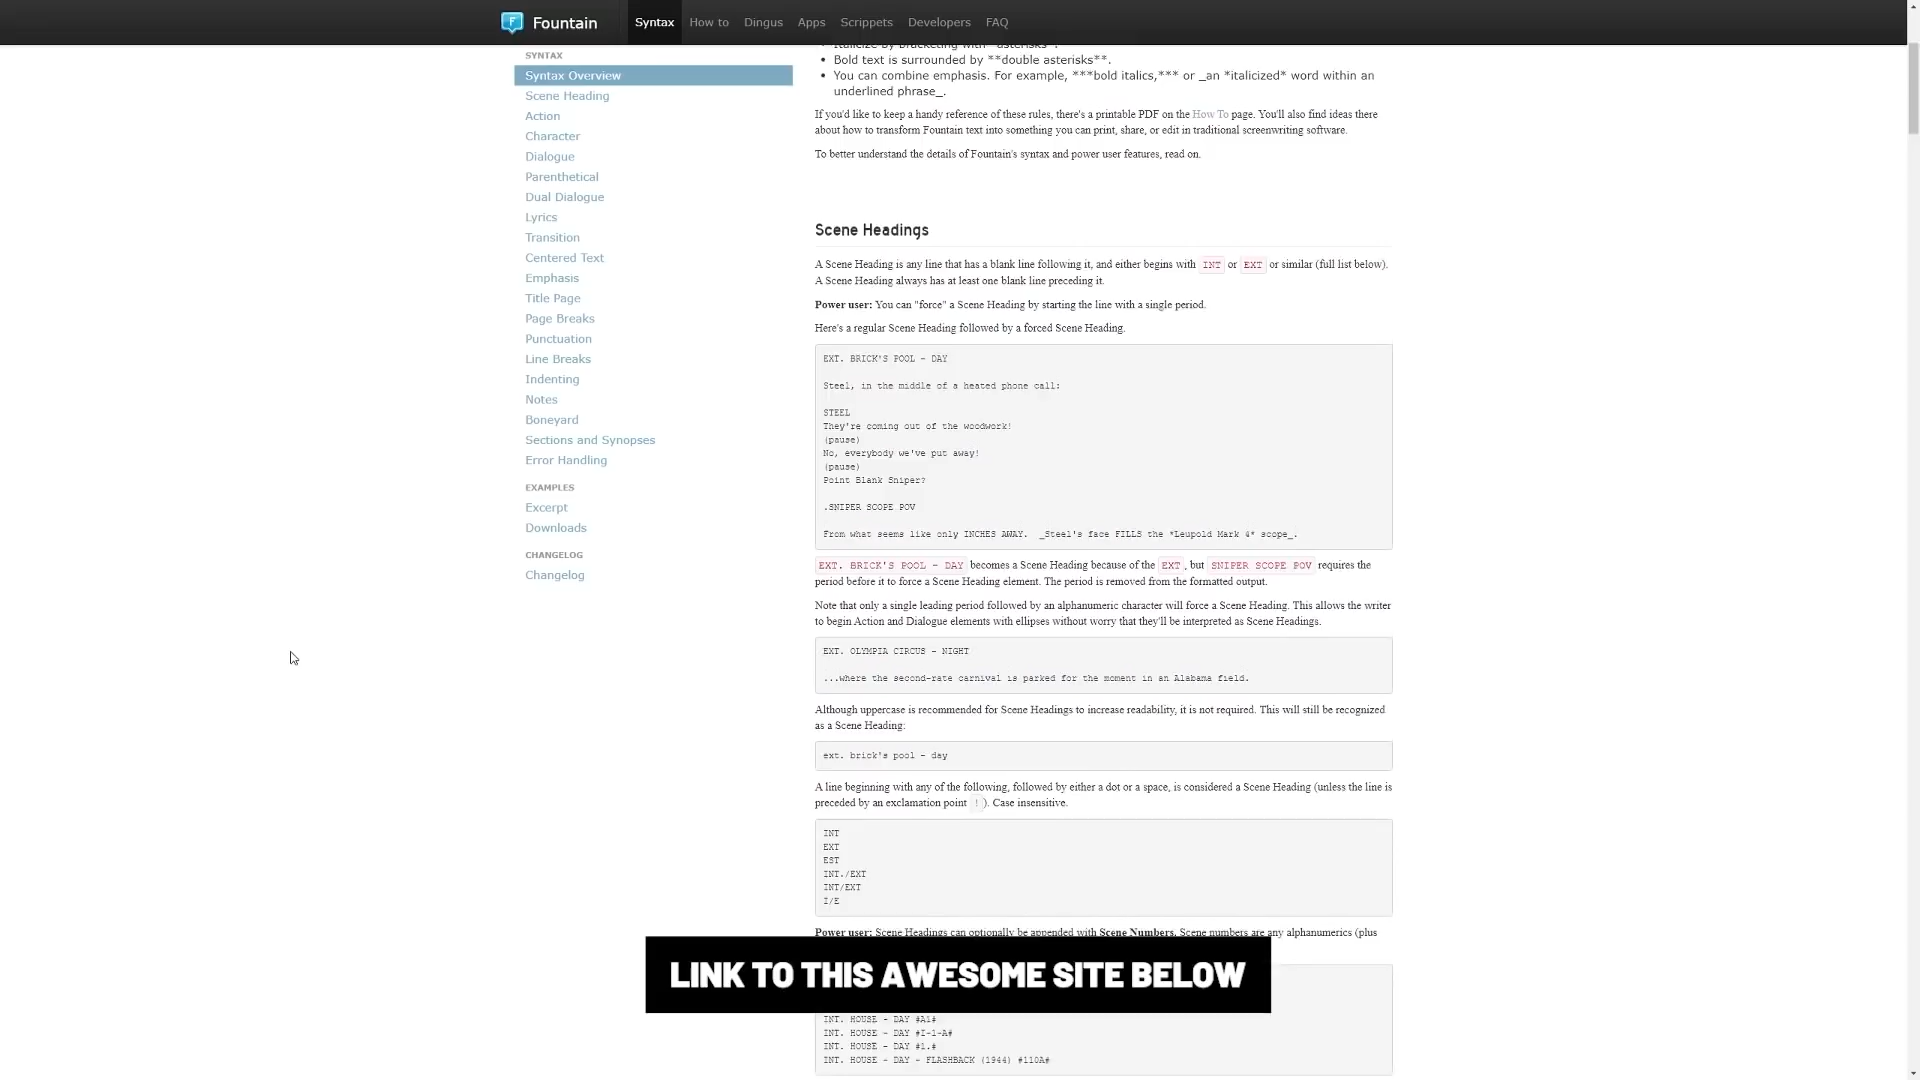 Fountain
Syntax
How to
Dingus
Apps
Scrippets
Developers
FAQ
SYNTAX
Syntax Overview
Scene Heading
Action
Character
Dialogue
Parenthetical
Dual Dialogue
Lyrics
Transition
Centered Text
Emphasis
Title Page
Page Breaks
Punctuation
Line Breaks
Indenting
Notes
Boneyard
Sections and Synopses
Error Handling
EXAMPLES
Excerpt
Downloads
CHANGELOG
Changelog
• Italicize by bracketing with *asterisks*.
• Bold text is surrounded by **double asterisks**.
• You can combine emphasis. For example, ***bold italics,*** or _an *italicized* word within an
underlined phrase_.
If you'd like to keep a handy reference of these rules, there's a printable PDF on the How To page. You'll also find ideas there
about how to transform Fountain text into something you can print, share, or edit in traditional screenwriting software.
To better understand the details of Fountain's syntax and power user features, read on.
Scene Headings
A Scene Heading is any line that has a blank line following it, and either begins with INT or EXT or similar (full list below).
A Scene Heading always has at least one blank line preceding it.
Power user: You can "force" a Scene Heading by starting the line with a single period.
Here's a regular Scene Heading followed by a forced Scene Heading.
EXT. BRICK'S POOL - DAY
Steel, in the middle of a heated phone call:
STEEL
They're coming out of the woodwork!
(pause)
No, everybody we've put away!
(pause)
Point Blank Sniper?
.SNIPER SCOPE POV
From what seems like only INCHES AWAY.  _Steel's face FILLS the *Leupold Mark 4* scope_.
EXT. BRICK'S POOL - DAY becomes a Scene Heading because of the EXT, but SNIPER SCOPE POV requires the
period before it to force a Scene Heading element. The period is removed from the formatted output.
Note that only a single leading period followed by an alphanumeric character will force a Scene Heading. This allows the writer
to begin Action and Dialogue elements with ellipses without worry that they'll be interpreted as Scene Headings.
EXT. OLYMPIA CIRCUS - NIGHT
...where the second-rate carnival is parked for the moment in an Alabama field.
Although uppercase is recommended for Scene Headings to increase readability, it is not required. This will still be recognized
as a Scene Heading:
ext. brick's pool - day
A line beginning with any of the following, followed by either a dot or a space, is considered a Scene Heading (unless the line is
preceded by an exclamation point !). Case insensitive.
INT
EXT
EST
INT./EXT
INT/EXT
I/E
Power user: Scene Headings can optionally be appended with Scene Numbers. Scene numbers are any alphanumerics (plus
LINK TO THIS AWESOME SITE BELOW
INT. HOUSE - DAY #A1#
INT. HOUSE - DAY #I-1-A#
INT. HOUSE - DAY #1.#
INT. HOUSE - DAY - FLASHBACK (1944) #110A#